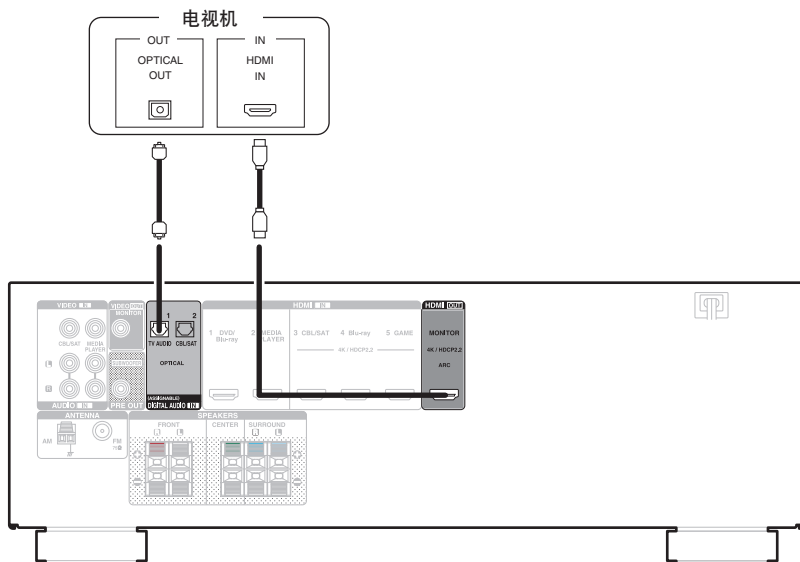 电视机
OUT
OPTICAL
OUT
IN
HDMI
IN
VIDEO IN
CBL/SAT
MEDIA
PLAYER
L
R
AUDIO IN
VIDEO OUT
MONITOR
SUBWOOFER
PRE OUT
1
2
TV AUDIO
CBL/SAT
OPTICAL
(ASSIGNABLE)
DIGITAL AUDIO IN
HDMI IN
1 DVD/
Blu-ray
2 MEDIA
PLAYER
3 CBL/SAT
4 Blu-ray
5 GAME
4K / HDCP2.2
HDMI OUT
MONITOR
4K / HDCP2.2
ARC
ANTENNA
AM
FM
75Ω
SPEAKERS
FRONT
R
L
CENTER
SURROUND
R
L